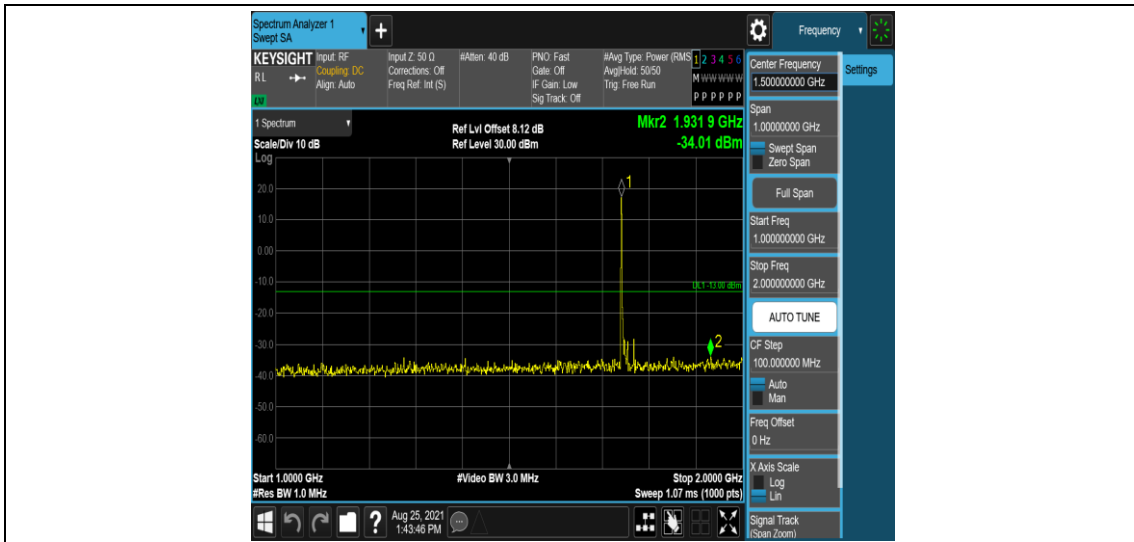 Spectrum Analyzer 1
Swept SA
Frequency
KEYSIGHT
RL
Input: RF
Coupling: DC
Align: Auto
Input Z: 50 Ω
Corrections: Off
Freq Ref: Int (S)
#Atten: 40 dB
PNO: Fast
Gate: Off
IF Gain: Low
Sig Track: Off
#Avg Type: Power (RMS
Avg|Hold: 50/50
Trig: Free Run
1 2 3 4 5 6
M W W W W W
P P P P P P
1 Spectrum
Scale/Div 10 dB
Log
Ref Lvl Offset 8.12 dB
Ref Level 30.00 dBm
Mkr2 1.931 9 GHz
-34.01 dBm
20.0
10.0
0.00
-10.0
-20.0
-30.0
-40.0
-50.0
-60.0
1
DL1 -13.00 dBm
2
Start 1.0000 GHz
#Res BW 1.0 MHz
#Video BW 3.0 MHz
Stop 2.0000 GHz
Sweep 1.07 ms (1000 pts)
Center Frequency
1.500000000 GHz
Settings
Span
1.00000000 GHz
Swept Span
Zero Span
Full Span
Start Freq
1.000000000 GHz
Stop Freq
2.000000000 GHz
AUTO TUNE
CF Step
100.000000 MHz
Auto
Man
Freq Offset
0 Hz
X Axis Scale
Log
Lin
Signal Track
(Span Zoom)
?
Aug 25, 2021
1:43:46 PM